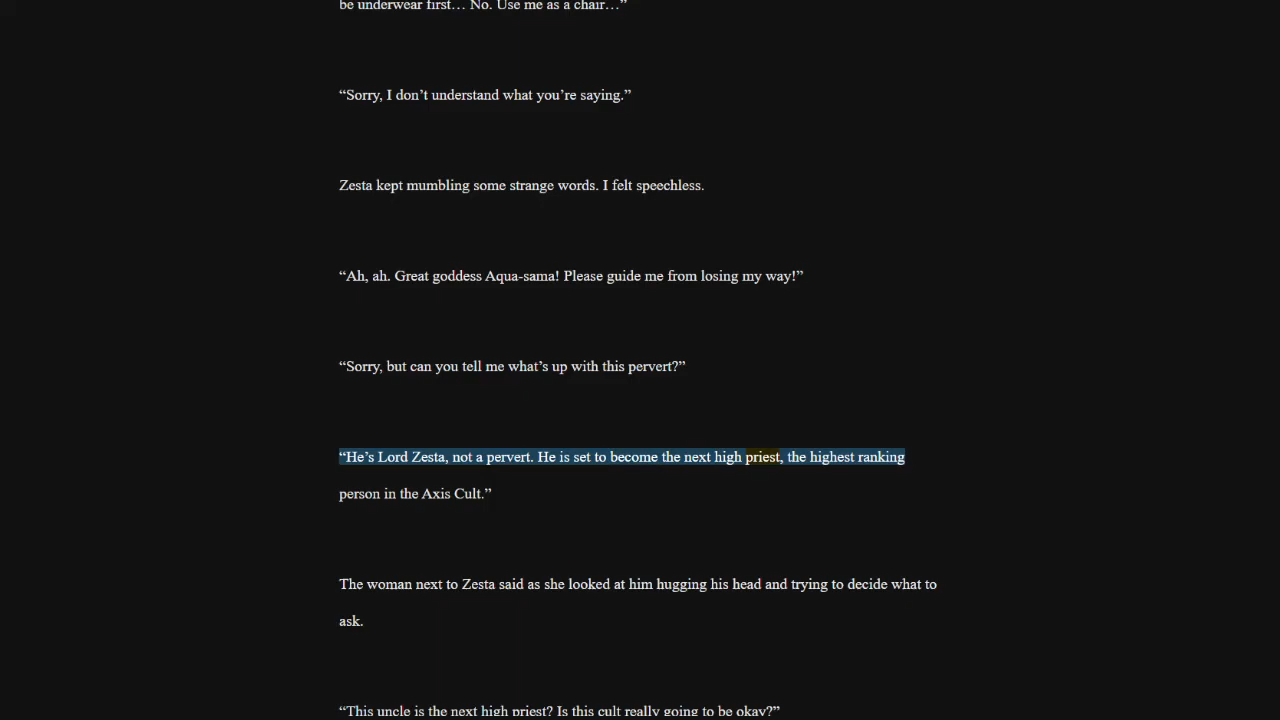 be underwear first… No. Use me as a chair…”
“Sorry, I don’t understand what you’re saying.”
Zesta kept mumbling some strange words. I felt speechless.
“Ah, ah. Great goddess Aqua-sama! Please guide me from losing my way!”
“Sorry, but can you tell me what’s up with this pervert?”
“He’s Lord Zesta, not a pervert. He is set to become the next high priest, the highest ranking
person in the Axis Cult.”
The woman next to Zesta said as she looked at him hugging his head and trying to decide what to
ask.
“This uncle is the next high priest? Is this cult really going to be okay?”